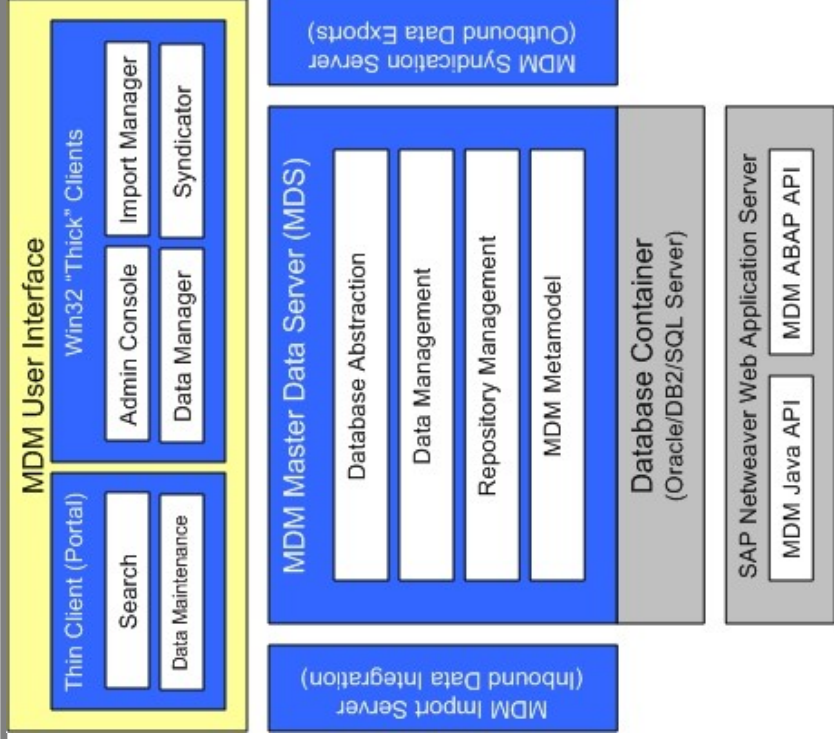 MDM User Interface
Thin Client (Portal)
Search
Data Maintenance
Win32 "Thick" Clients
Admin Console
Import Manager
Data Manager
Syndicator
MDM Import Server
(Inbound Data Integration)
MDM Master Data Server (MDS)
Database Abstraction
Data Management
Repository Management
MDM Metamodel
MDM Syndication Server
(Outbound Data Exports)
Database Container
(Oracle/DB2/SQL Server)
SAP Netweaver Web Application Server
MDM Java API
MDM ABAP API